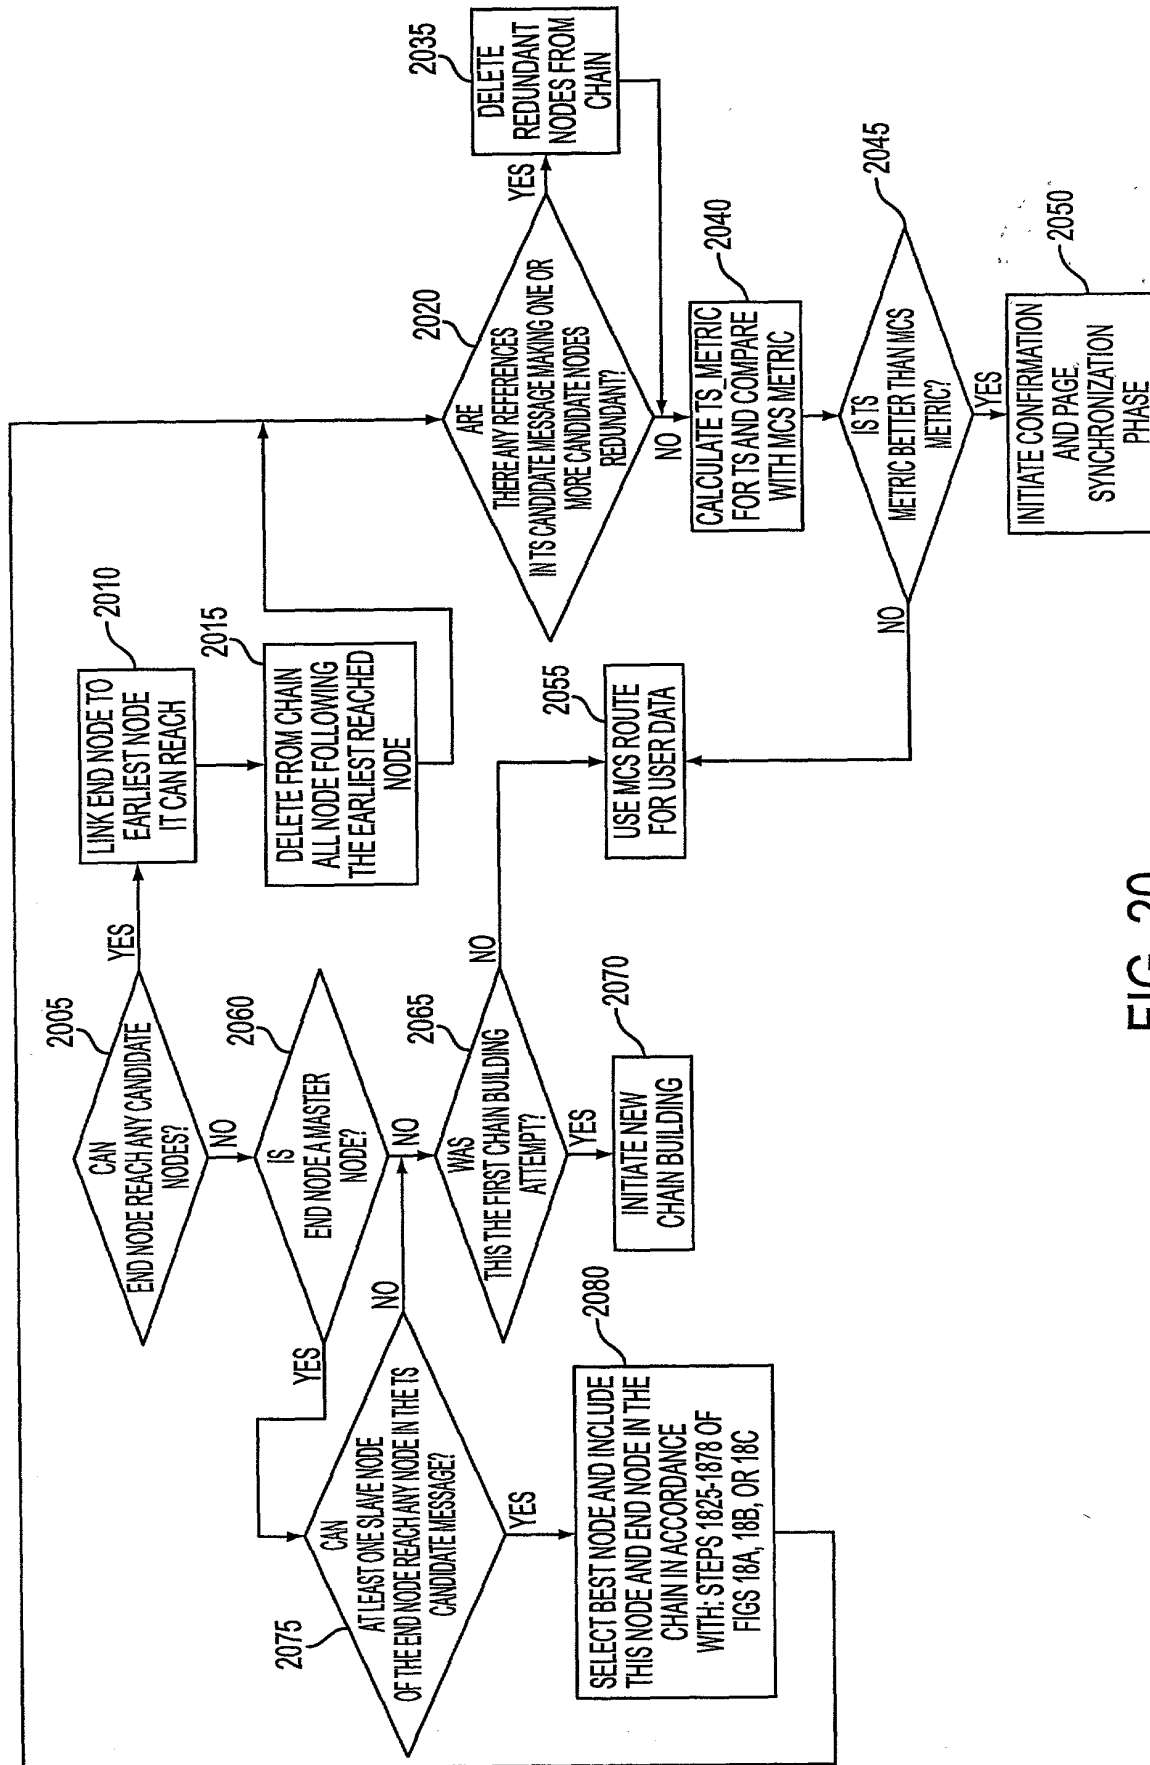 2005
CAN
END NODE REACH ANY CANDIDATE
NODES?
YES
NO
2010
LINK END NODE TO
EARLIEST NODE
IT CAN REACH
2015
DELETE FROM CHAIN
ALL NODE FOLLOWING
THE EARLIEST REACHED
NODE
2020
ARE
THERE ANY REFERENCES
IN TS CANDIDATE MESSAGE MAKING ONE OR
MORE CANDIDATE NODES
REDUNDANT?
YES
NO
2035
DELETE
REDUNDANT
NODES FROM
CHAIN
2040
CALCULATE TS_METRIC
FOR TS AND COMPARE
WITH MCS METRIC
2045
IS TS
METRIC BETTER THAN MCS
METRIC?
NO
YES
2050
INITIATE CONFIRMATION
AND PAGE
SYNCHRONIZATION
PHASE
2055
USE MCS ROUTE
FOR USER DATA
2060
IS
END NODE A MASTER
NODE?
YES
NO
2065
WAS
THIS THE FIRST CHAIN BUILDING
ATTEMPT?
NO
YES
2070
INITIATE NEW
CHAIN BUILDING
2075
CAN
AT LEAST ONE SLAVE NODE
OF THE END NODE REACH ANY NODE IN THE TS
CANDIDATE MESSAGE?
NO
YES
2080
SELECT BEST NODE AND INCLUDE
THIS NODE AND END NODE IN THE
CHAIN IN ACCORDANCE
WITH: STEPS 1825-1878 OF
FIGS 18A, 18B, OR 18C
FIG. 20